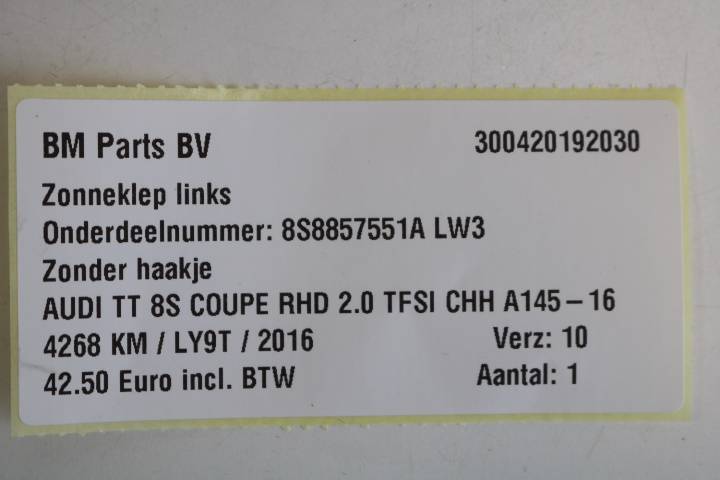 BM Parts BV 300420192030
Zonneklep links
Onderdeelnummer: 8S8857551A LW3
Zonder haakje
AUDI TT 8S COUPE RHD 2.0 TFSI CHH A145-16
4268 KM / LY9T / 2016 Verz: 10
42.50 Euro incl. BTW Aantal: 1